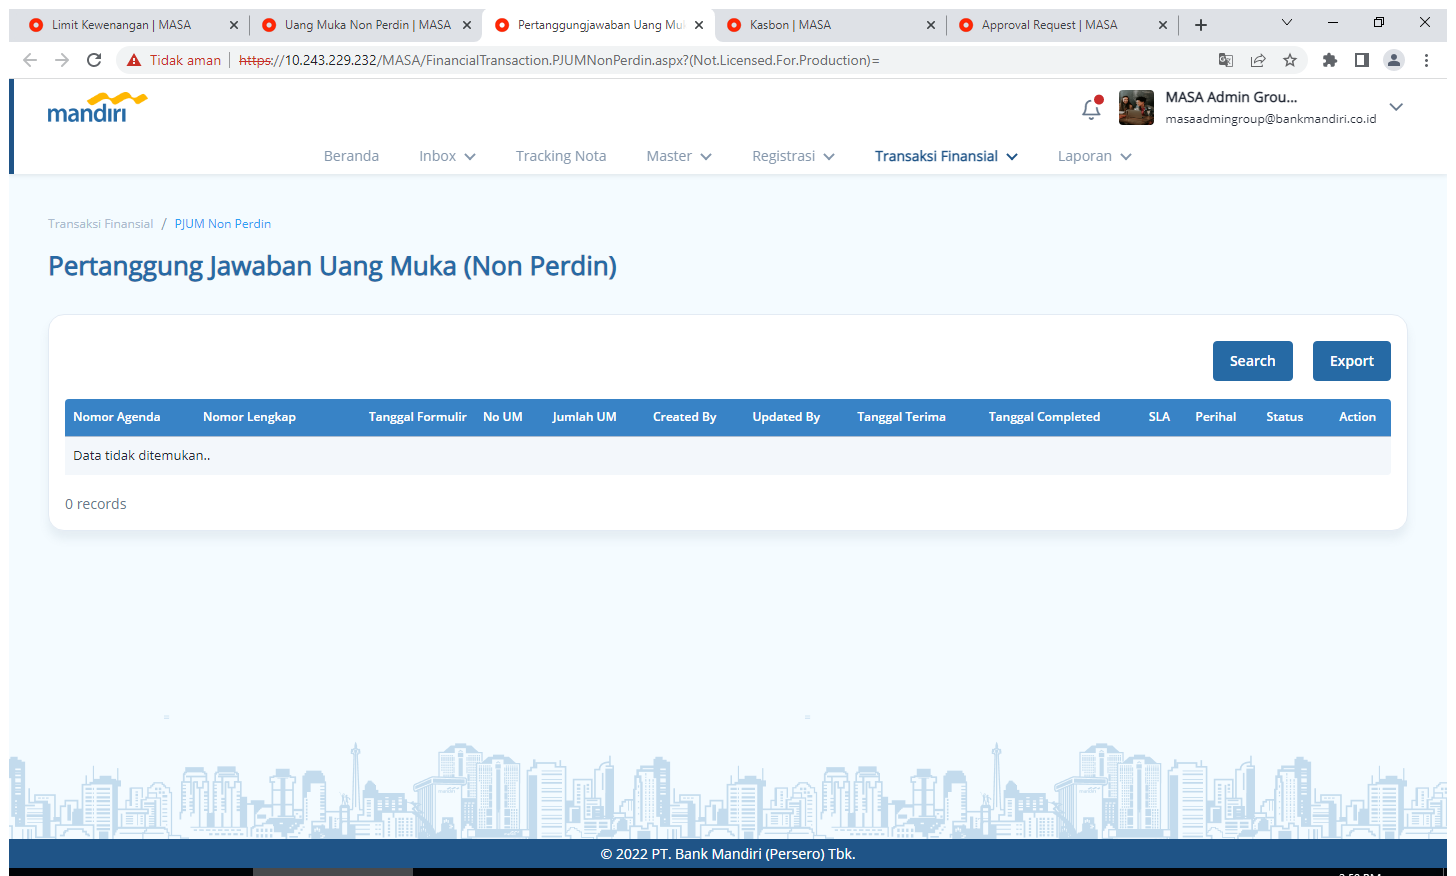 Limit Kewenangan | MASA
Uang Muka Non Perdin | MASA
Pertanggungjawaban Uang Mu
Kasbon | MASA
Approval Request | MASA
Tidak aman
https://10.243.229.232/MASA/FinancialTransaction.PJUMNonPerdin.aspx?(Not.Licensed.For.Production)=
mandiri
MASA Admin Grou...
masaadmingroup@bankmandiri.co.id
Beranda Inbox Tracking Nota Master Registrasi Transaksi Finansial Laporan
Transaksi Finansial / PJUM Non Perdin
Pertanggung Jawaban Uang Muka (Non Perdin)
Search Export
Nomor Agenda Nomor Lengkap Tanggal Formulir No UM Jumlah UM Created By Updated By Tanggal Terima Tanggal Completed SLA Perihal Status Action
Data tidak ditemukan..
0 records
© 2022 PT. Bank Mandiri (Persero) Tbk.